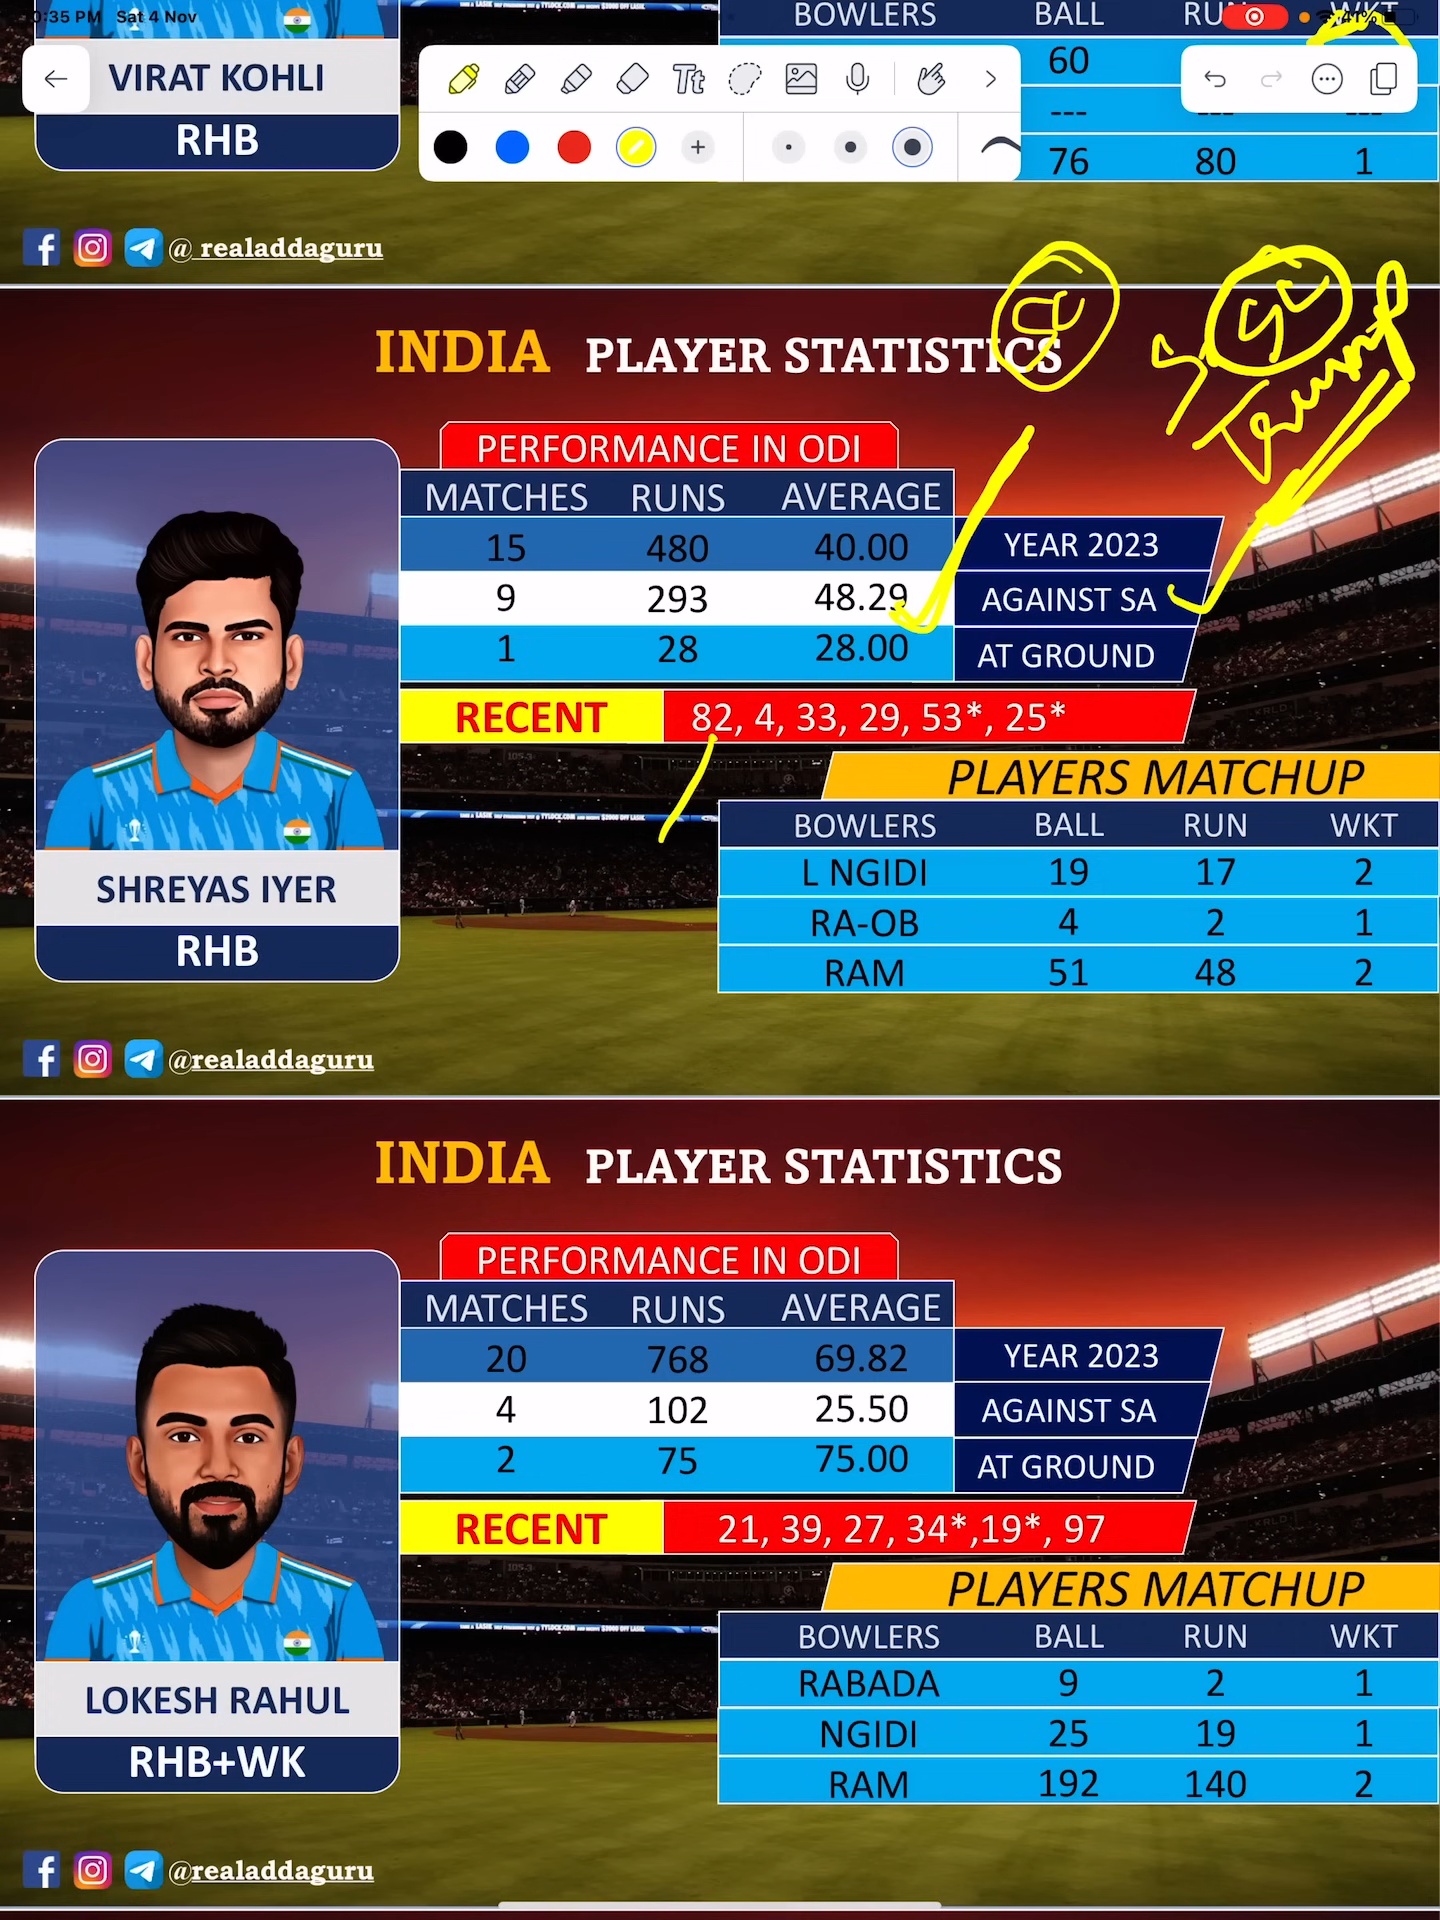 0:35 PM Sat 4 Nov
41%
BOWLERS BALL RUN WKT
60
VIRAT KOHLI
RHB
Tt
--- --- ---
76 80 1
@ realaddaguru
INDIA PLAYER STATISTICS
PERFORMANCE IN ODI
MATCHES RUNS AVERAGE
15 480 40.00 YEAR 2023
9 293 48.29 AGAINST SA
1 28 28.00 AT GROUND
RECENT 82, 4, 33, 29, 53*, 25*
PLAYERS MATCHUP
BOWLERS BALL RUN WKT
L NGIDI 19 17 2
RA-OB 4 2 1
RAM 51 48 2
SHREYAS IYER
RHB
@realaddaguru
INDIA PLAYER STATISTICS
PERFORMANCE IN ODI
MATCHES RUNS AVERAGE
20 768 69.82 YEAR 2023
4 102 25.50 AGAINST SA
2 75 75.00 AT GROUND
RECENT 21, 39, 27, 34*,19*, 97
PLAYERS MATCHUP
BOWLERS BALL RUN WKT
RABADA 9 2 1
NGIDI 25 19 1
RAM 192 140 2
LOKESH RAHUL
RHB+WK
@realaddaguru